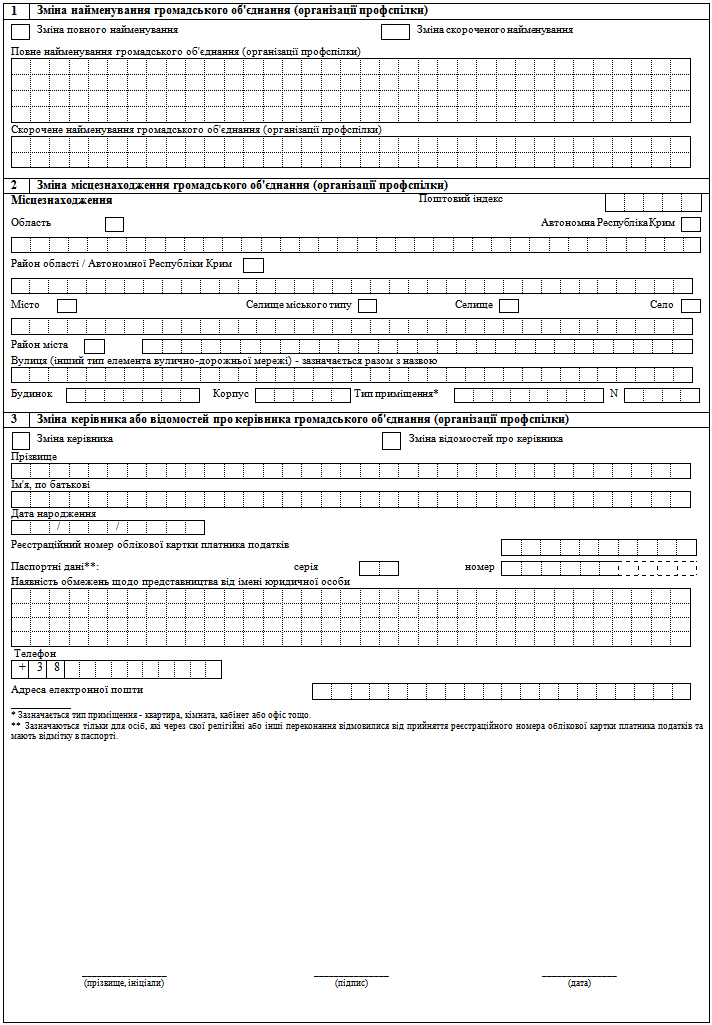 1 Зміна найменування громадського об'єднання (організації профспілки)
Зміна повного найменування Зміна скороченого найменування
Повне найменування громадського об'єднання (організації профспілки)
Скорочене найменування громадського об'єднання (організації профспілки)
2 Зміна місцезнаходження громадського об'єднання (організації профспілки)
Місцезнаходження Поштовий індекс
Область Автономна Республіка Крим
Район області / Автономної Республіки Крим
Місто Селище міського типу Селище Село
Район міста
Вулиця (інший тип елемента вулично-дорожньої мережі) - зазначається разом з назвою
Будинок Корпус Тип приміщення* N
3 Зміна керівника або відомостей про керівника громадського об'єднання (організації профспілки)
Зміна керівника Зміна відомостей про керівника
Прізвище
Ім'я, по батькові
Дата народження
/ /
Реєстраційний номер облікової картки платника податків
Паспортні дані**: серія номер
Наявність обмежень щодо представництва від імені юридичної особи
Телефон
+ 3 8
Адреса електронної пошти
* Зазначається тип приміщення - квартира, кімната, кабінет або офіс тощо.
** Зазначаються тільки для осіб, які через свої релігійні або інші переконання відмовилися від прийняття реєстраційного номера облікової картки платника податків та
мають відмітку в паспорті.
(прізвище, ініціали) (підпис) (дата)